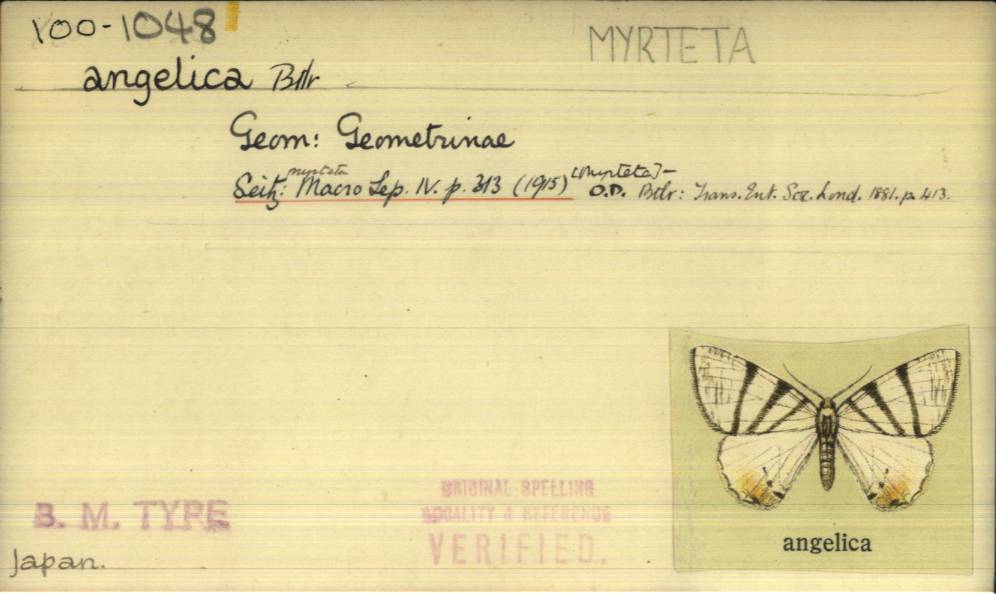 100-1048
MYRTETA
angelica Btlr
Geom: Geometrinae
myrteta
Seitz: Macro Lep. IV. p. 313 (1915) [Myrteta]- O.D. Btlr: Trans. Ent. Soc. Lond. 1881. p. 413.
ORIGINAL SPELLING
LOCALITY & REFERENCE
VERIFIED.
B. M. TYPE
Japan.
angelica